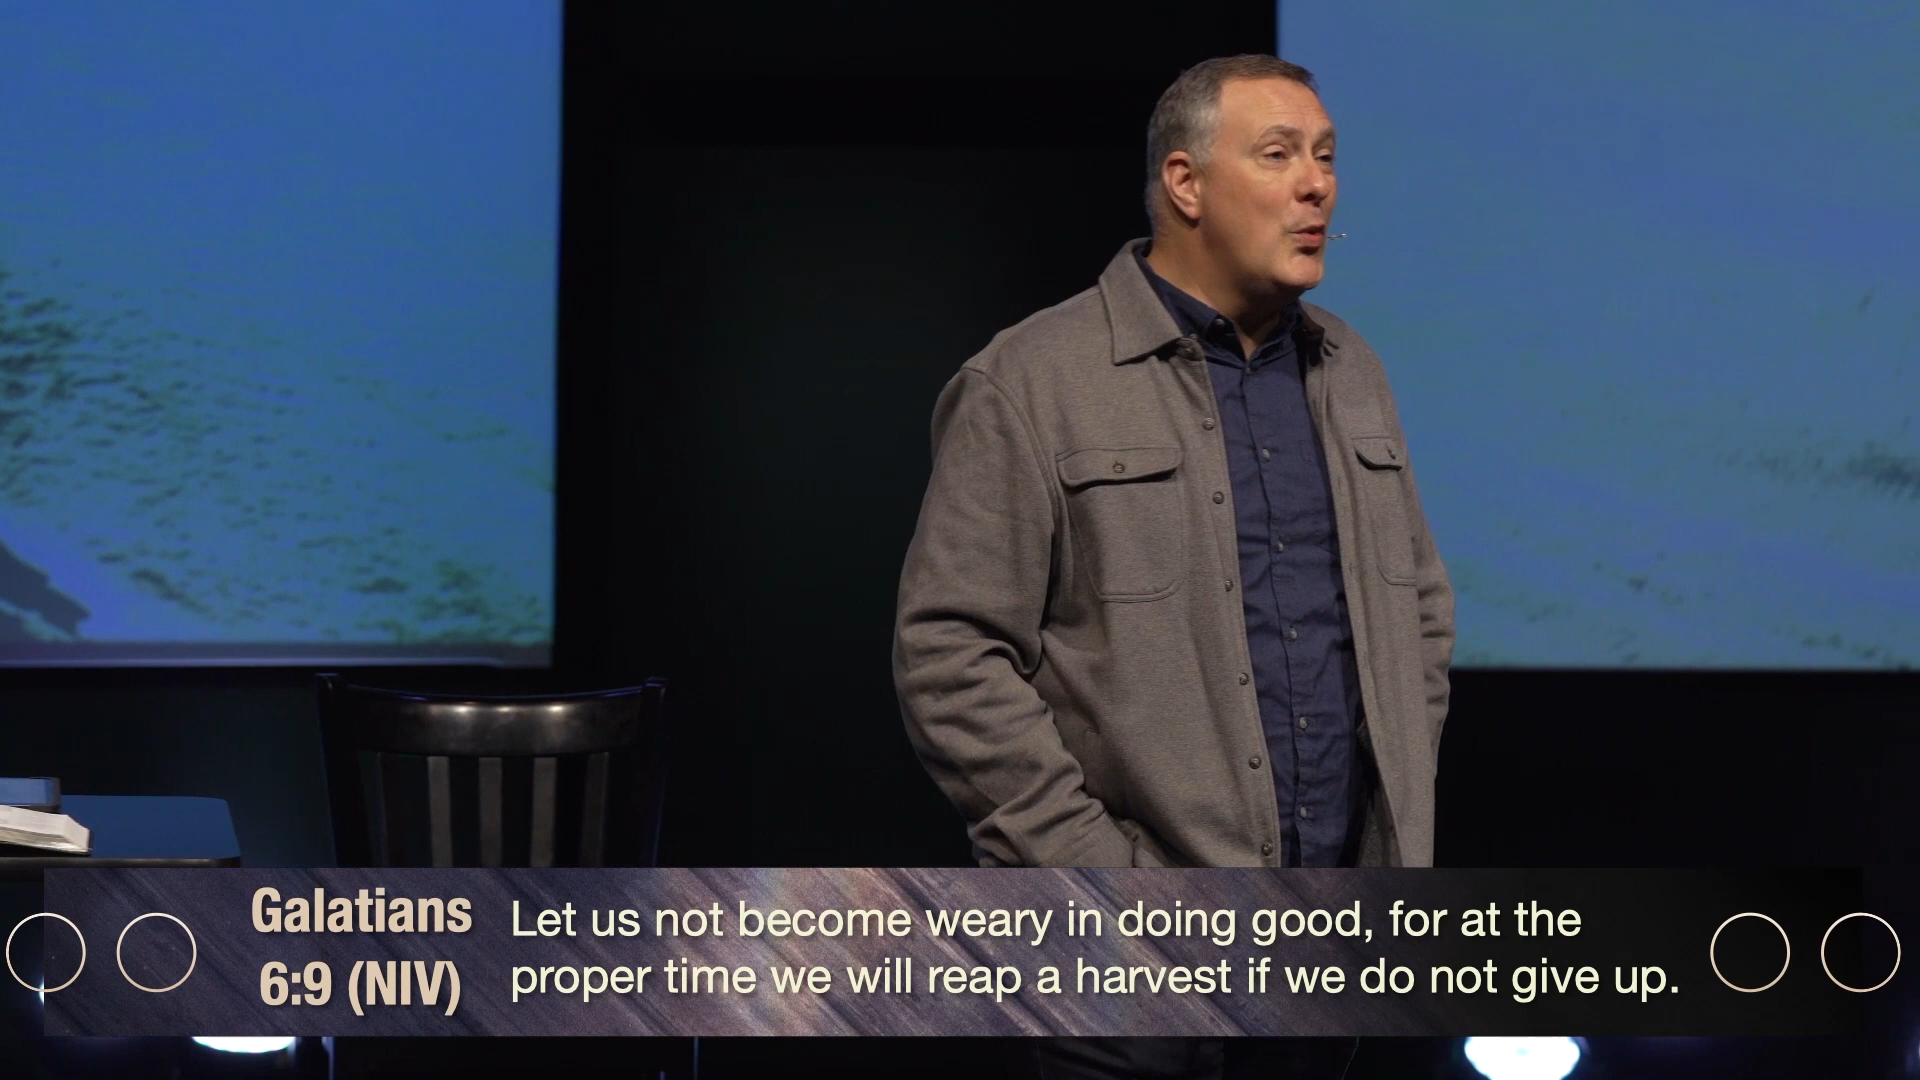 Galatians
6:9 (NIV)
Let us not become weary in doing good, for at the
proper time we will reap a harvest if we do not give up.